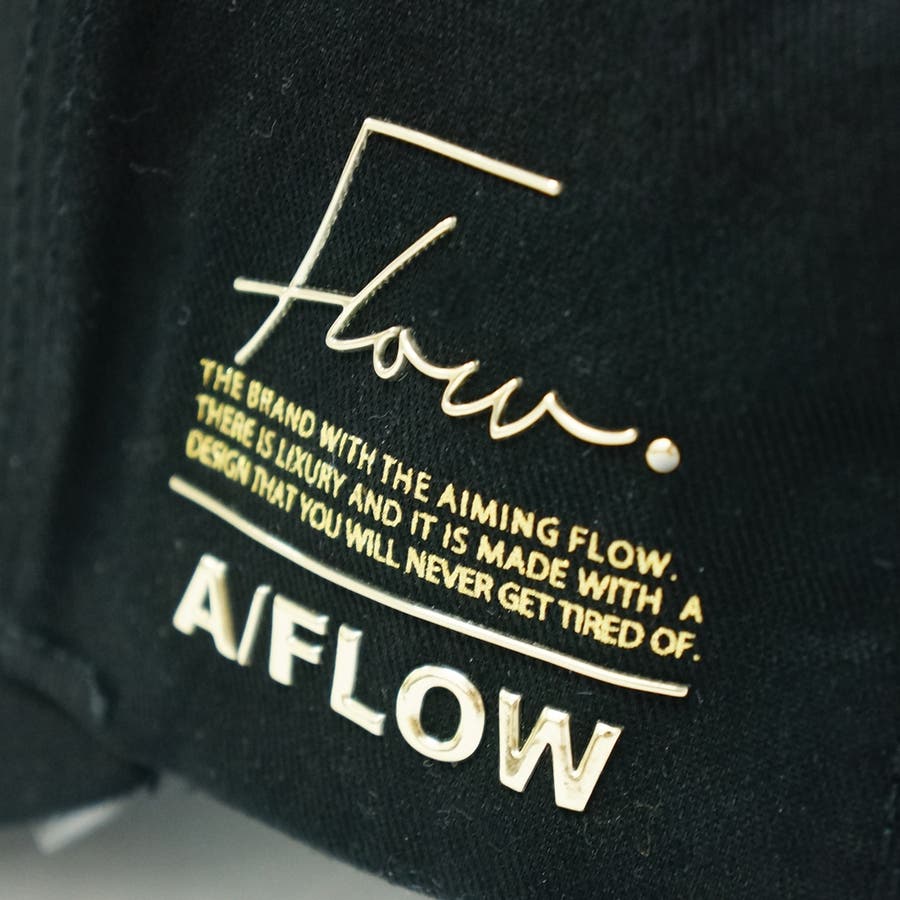 Flow.
THE BRAND WITH THE AIMING FLOW.
THERE IS LIXURY AND IT IS MADE WITH A
DESIGN THAT YOU WILL NEVER GET TIRED OF.
A/FLOW